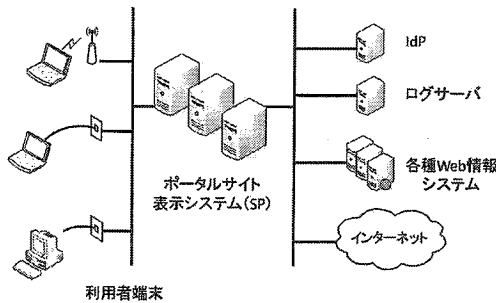 IdP
ログサーバ
各種Web情報
システム
ポータルサイト
表示システム(SP)
インターネット
利用者端末